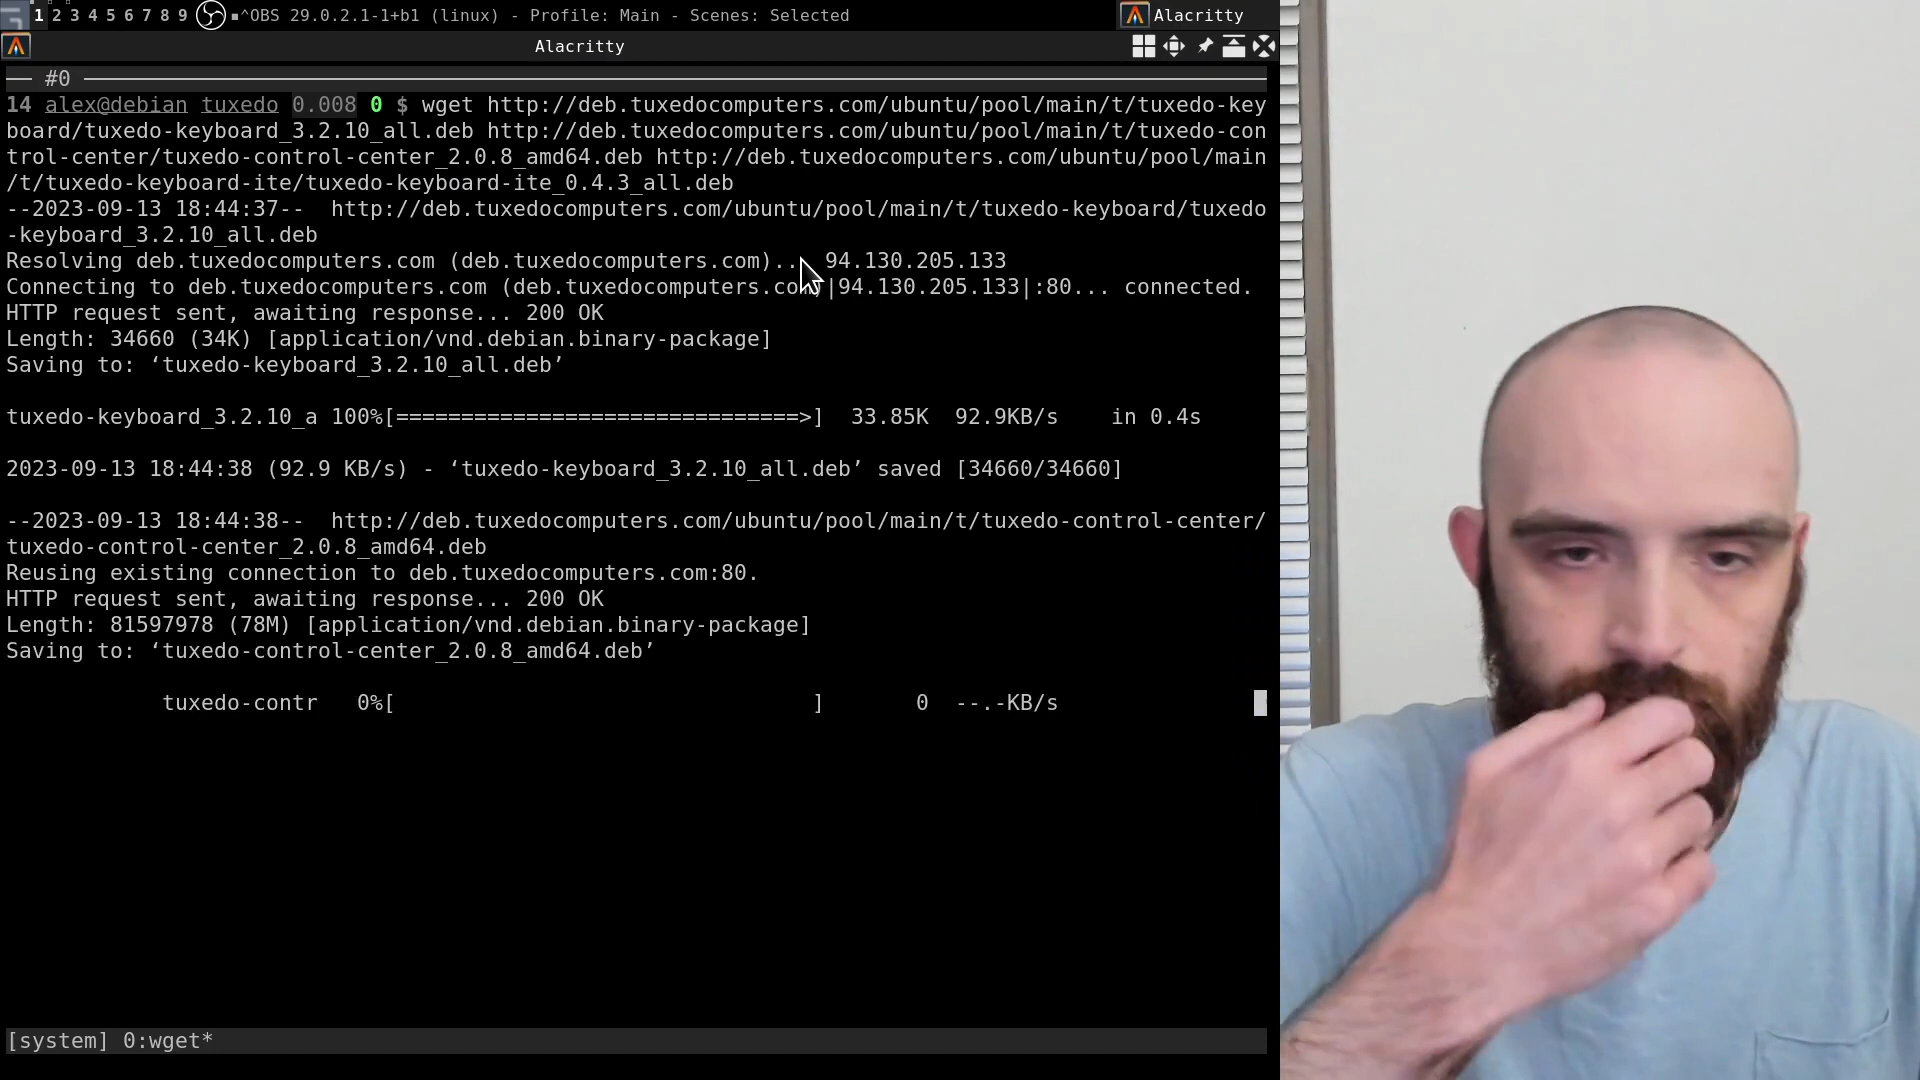 1 2 3 4 5 6 7 8 9 ▪^OBS 29.0.2.1-1+b1 (linux) - Profile: Main - Scenes: Selected Alacritty
Alacritty
#0
14 alex@debian tuxedo 0.008 0 $ wget http://deb.tuxedocomputers.com/ubuntu/pool/main/t/tuxedo-key
board/tuxedo-keyboard_3.2.10_all.deb http://deb.tuxedocomputers.com/ubuntu/pool/main/t/tuxedo-con
trol-center/tuxedo-control-center_2.0.8_amd64.deb http://deb.tuxedocomputers.com/ubuntu/pool/main
/t/tuxedo-keyboard-ite/tuxedo-keyboard-ite_0.4.3_all.deb
--2023-09-13 18:44:37-- http://deb.tuxedocomputers.com/ubuntu/pool/main/t/tuxedo-keyboard/tuxedo
-keyboard_3.2.10_all.deb
Resolving deb.tuxedocomputers.com (deb.tuxedocomputers.com)... 94.130.205.133
Connecting to deb.tuxedocomputers.com (deb.tuxedocomputers.com)|94.130.205.133|:80... connected.
HTTP request sent, awaiting response... 200 OK
Length: 34660 (34K) [application/vnd.debian.binary-package]
Saving to: ‘tuxedo-keyboard_3.2.10_all.deb’
tuxedo-keyboard_3.2.10_a 100%[===============================>] 33.85K 92.9KB/s in 0.4s
2023-09-13 18:44:38 (92.9 KB/s) - ‘tuxedo-keyboard_3.2.10_all.deb’ saved [34660/34660]
--2023-09-13 18:44:38-- http://deb.tuxedocomputers.com/ubuntu/pool/main/t/tuxedo-control-center/
tuxedo-control-center_2.0.8_amd64.deb
Reusing existing connection to deb.tuxedocomputers.com:80.
HTTP request sent, awaiting response... 200 OK
Length: 81597978 (78M) [application/vnd.debian.binary-package]
Saving to: ‘tuxedo-control-center_2.0.8_amd64.deb’
tuxedo-contr 0%[ ] 0 --.-KB/s
[system] 0:wget*